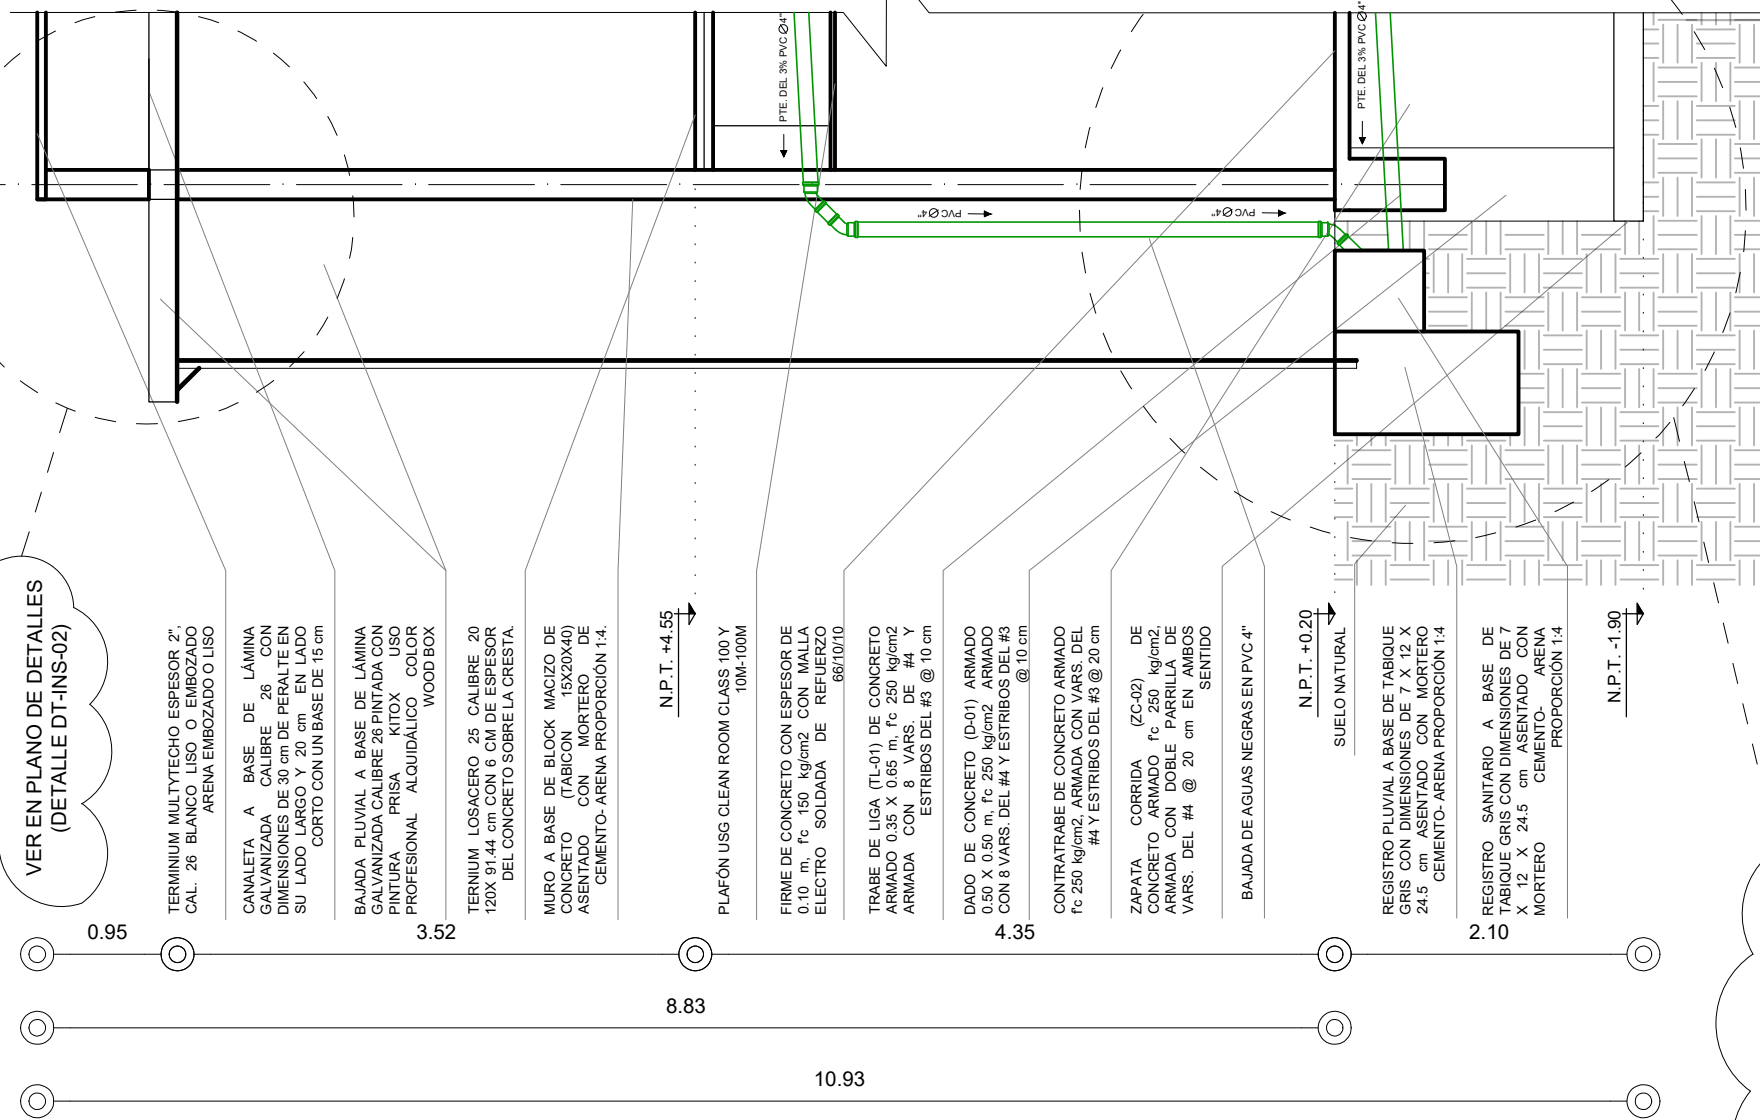 PTE. DEL 3% PVC Ø4"
PTE. DEL 3% PVC Ø4"
PVC Ø4"
PVC Ø4"
VER EN PLANO DE DETALLES
(DETALLE DT-INS-02)
TERMINIUM MULTYTECHO ESPESOR 2",
CAL. 26 BLANCO LISO O EMBOZADO
ARENA EMBOZADO O LISO
CANALETA A BASE DE LÁMINA
GALVANIZADA CALIBRE 26 CON
DIMENSIONES DE 30 cm DE PERALTE EN
SU LADO LARGO Y 20 cm EN LADO
CORTO CON UN BASE DE 15 cm
BAJADA PLUVIAL A BASE DE LÁMINA
GALVANIZADA CALIBRE 26 PINTADA CON
PINTURA PRISA KITOX USO
PROFESIONAL ALQUIDÁLICO COLOR
WOOD BOX
TERNIUM LOSACERO 25 CALIBRE 20
120X 91.44 cm CON 6 CM DE ESPESOR
DEL CONCRETO SOBRE LA CRESTA.
MURO A BASE DE BLOCK MACIZO DE
CONCRETO (TABICON 15X20X40)
ASENTADO CON MORTERO DE
CEMENTO- ARENA PROPORCIÓN 1:4.
N.P.T. +4.55
PLAFÓN USG CLEAN ROOM CLASS 100 Y
10M-100M
FIRME DE CONCRETO CON ESPESOR DE
0.10 m, f'c 150 kg/cm2 CON MALLA
ELECTRO SOLDADA DE REFUERZO
66/10/10
TRABE DE LIGA (TL-01) DE CONCRETO
ARMADO 0.35 X 0.65 m, f'c 250 kg/cm2
ARMADA CON 8 VARS. DE #4 Y
ESTRIBOS DEL #3 @ 10 cm
DADO DE CONCRETO (D-01) ARMADO
0.50 X 0.50 m, f'c 250 kg/cm2 ARMADO
CON 8 VARS. DEL #4 Y ESTRIBOS DEL #3
@ 10 cm
CONTRATRABE DE CONCRETO ARMADO
f'c 250 kg/cm2, ARMADA CON VARS. DEL
#4 Y ESTRIBOS DEL #3 @ 20 cm
ZAPATA CORRIDA (ZC-02) DE
CONCRETO ARMADO f'c 250 kg/cm2,
ARMADA CON DOBLE PARILLA DE
VARS. DEL #4 @ 20 cm EN AMBOS
SENTIDO
BAJADA DE AGUAS NEGRAS EN PVC 4"
N.P.T. +0.20
SUELO NATURAL
REGISTRO PLUVIAL A BASE DE TABIQUE
GRIS CON DIMENSIONES DE 7 X 12 X
24.5 cm ASENTADO CON MORTERO
CEMENTO- ARENA PROPORCIÓN 1:4
REGISTRO SANITARIO A BASE DE
TABIQUE GRIS CON DIMENSIONES DE 7
X 12 X 24.5 cm ASENTADO CON
MORTERO CEMENTO- ARENA
PROPORCIÓN 1:4
N.P.T. -1.90
0.95
3.52
4.35
2.10
8.83
10.93